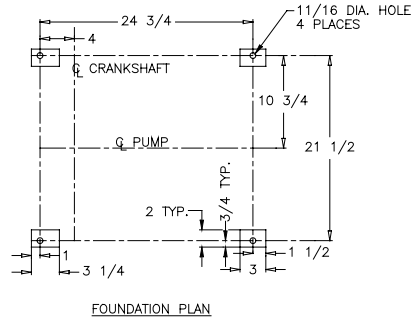 24 3/4
11/16 DIA. HOLE
4 PLACES
4
℄ CRANKSHAFT
10 3/4
℄ PUMP
21 1/2
3/4 TYP.
2 TYP.
1
1 1/2
3 1/4
3
FOUNDATION PLAN